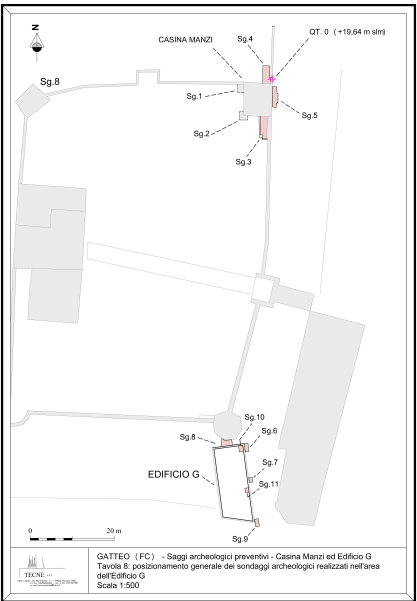 N
Sg.4
QT. 0 ( +19,64 m slm)
CASINA MANZI
Sg.8
Sg.1
Sg.5
Sg.2
Sg.3
Sg.10
Sg.8
Sg.6
EDIFICIO G
Sg.7
Sg.11
Sg.9
0 20 m
GATTEO (FC) - Saggi archeologici preventivi - Casina Manzi ed Edificio G
Tavola 8: posizionamento generale dei sondaggi archeologici realizzati nell'area
dell'Edificio G
Scala 1:500
TECNE s.r.l.